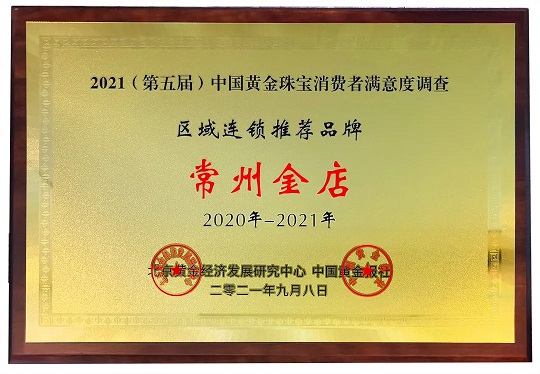 2021（第五届）中国黄金珠宝消费者满意度调查
区域连锁推荐品牌
常州金店
2020年-2021年
北京黄金经济发展研究中心 中国黄金报社
二零二一年九月八日